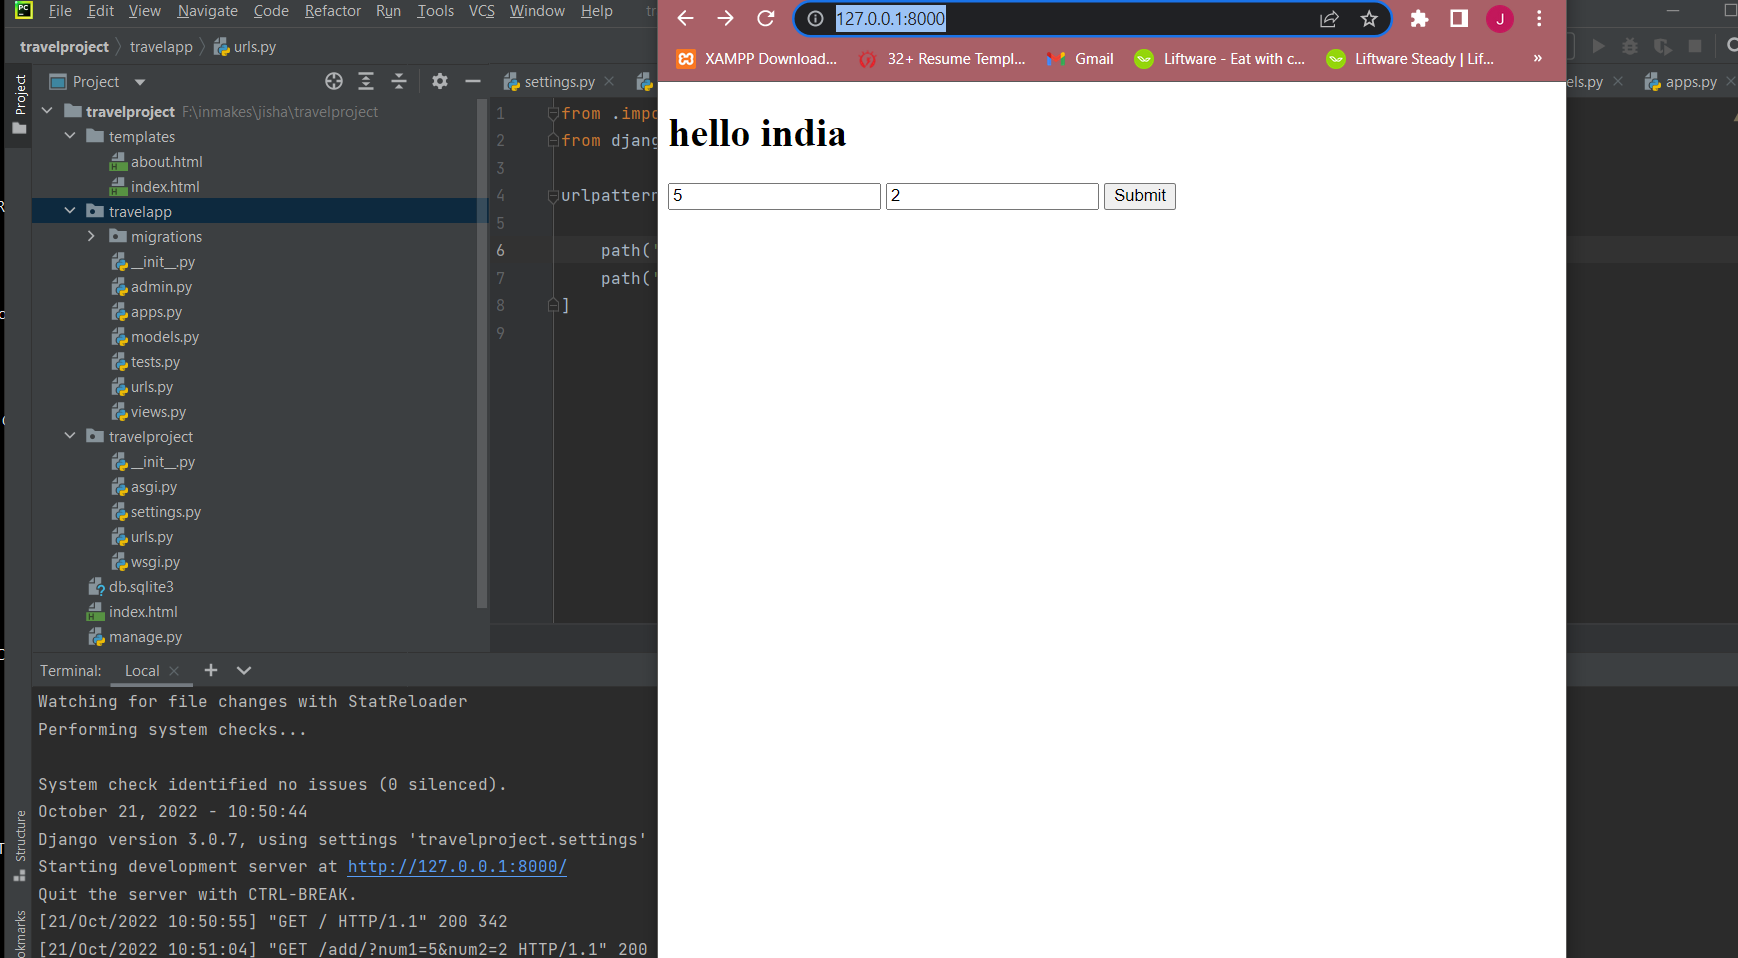 PC File Edit View Navigate Code Refactor Run Tools VCS Window Help
travelproject travelapp urls.py
Project
settings.py
Project
travelproject F:\inmakes\jisha\travelproject
templates
about.html
index.html
travelapp
migrations
__init__.py
admin.py
apps.py
models.py
tests.py
urls.py
views.py
travelproject
__init__.py
asgi.py
settings.py
urls.py
wsgi.py
db.sqlite3
index.html
manage.py
1 from .impo
2 from djang
3
4 urlpattern
5
6 path('
7 path('
8 ]
9
127.0.0.1:8000
J
XAMPP Download... 32+ Resume Templ... Gmail Liftware - Eat with c... Liftware Steady | Lif... »
hello india
5 2 Submit
els.py apps.py
Terminal: Local
Watching for file changes with StatReloader
Performing system checks...
System check identified no issues (0 silenced).
October 21, 2022 - 10:50:44
Django version 3.0.7, using settings 'travelproject.settings'
Starting development server at http://127.0.0.1:8000/
Quit the server with CTRL-BREAK.
[21/Oct/2022 10:50:55] "GET / HTTP/1.1" 200 342
[21/Oct/2022 10:51:04] "GET /add/?num1=5&num2=2 HTTP/1.1" 200
Structure
okmarks